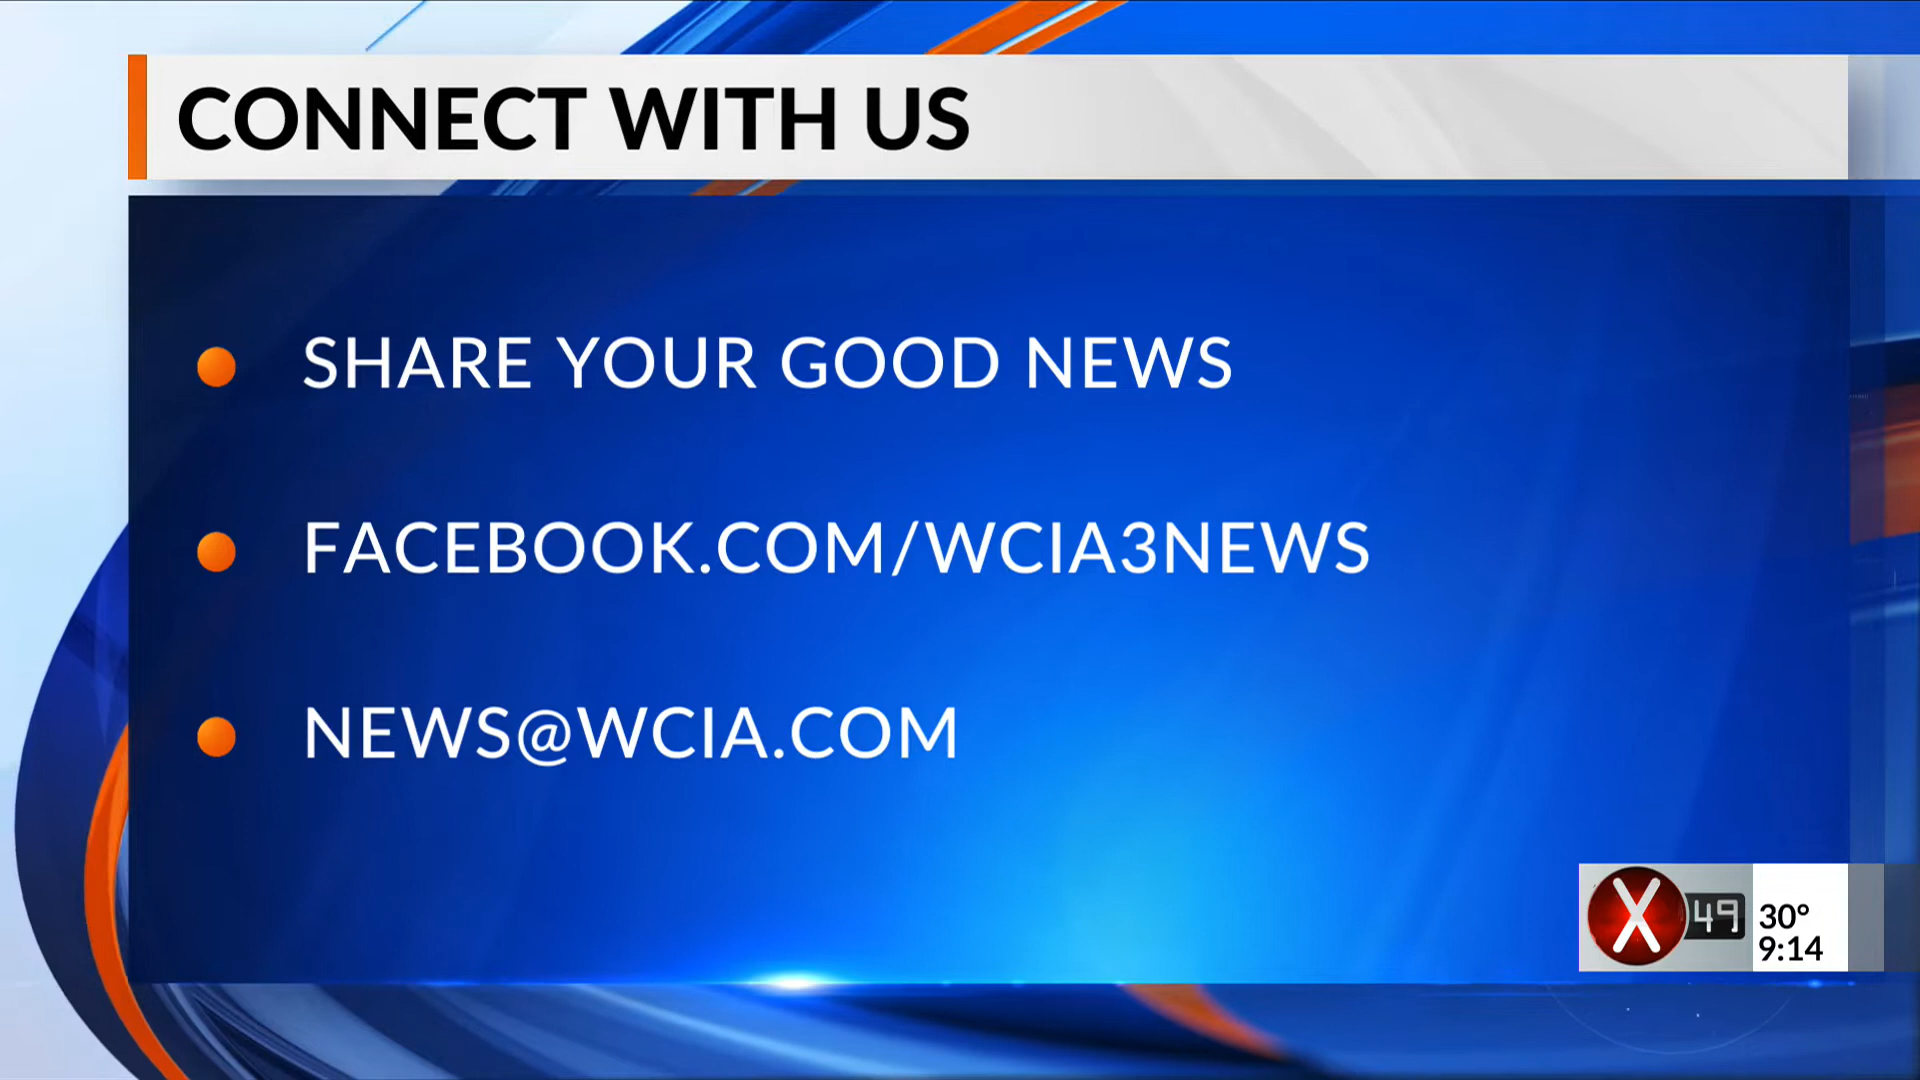 CONNECT WITH US
SHARE YOUR GOOD NEWS
FACEBOOK.COM/WCIA3NEWS
NEWS@WCIA.COM
X 49
30°
9:14